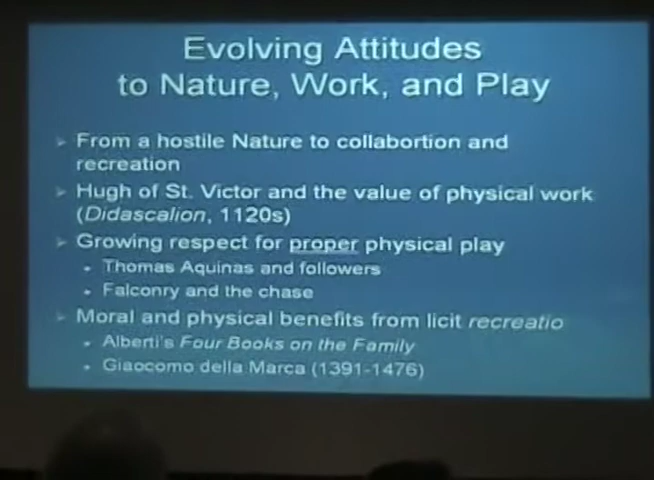 Evolving Attitudes
to Nature, Work, and Play
From a hostile Nature to collabortion and
recreation
Hugh of St. Victor and the value of physical work
(Didascalion, 1120s)
Growing respect for proper physical play
Thomas Aquinas and followers
Falconry and the chase
Moral and physical benefits from licit recreatio
Alberti's Four Books on the Family
Giaocomo della Marca (1391-1476)